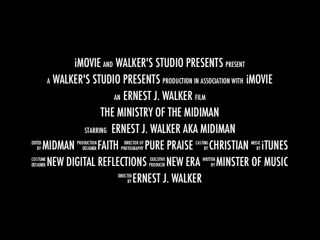 iMOVIE AND WALKER'S STUDIO PRESENTS PRESENT
A WALKER'S STUDIO PRESENTS PRODUCTION IN ASSOCIATION WITH iMOVIE
AN ERNEST J. WALKER FILM
THE MINISTRY OF THE MIDIMAN
STARRING ERNEST J. WALKER AKA MIDIMAN
EDITED BY MIDMAN PRODUCTION DESIGNER FAITH DIRECTOR OF PHOTOGRAPHY PURE PRAISE CASTING BY CHRISTIAN MUSIC BY iTUNES
COSTUME DESIGNER NEW DIGITAL REFLECTIONS EXECUTIVE PRODUCER NEW ERA WRITTEN BY MINSTER OF MUSIC
DIRECTED BY ERNEST J. WALKER